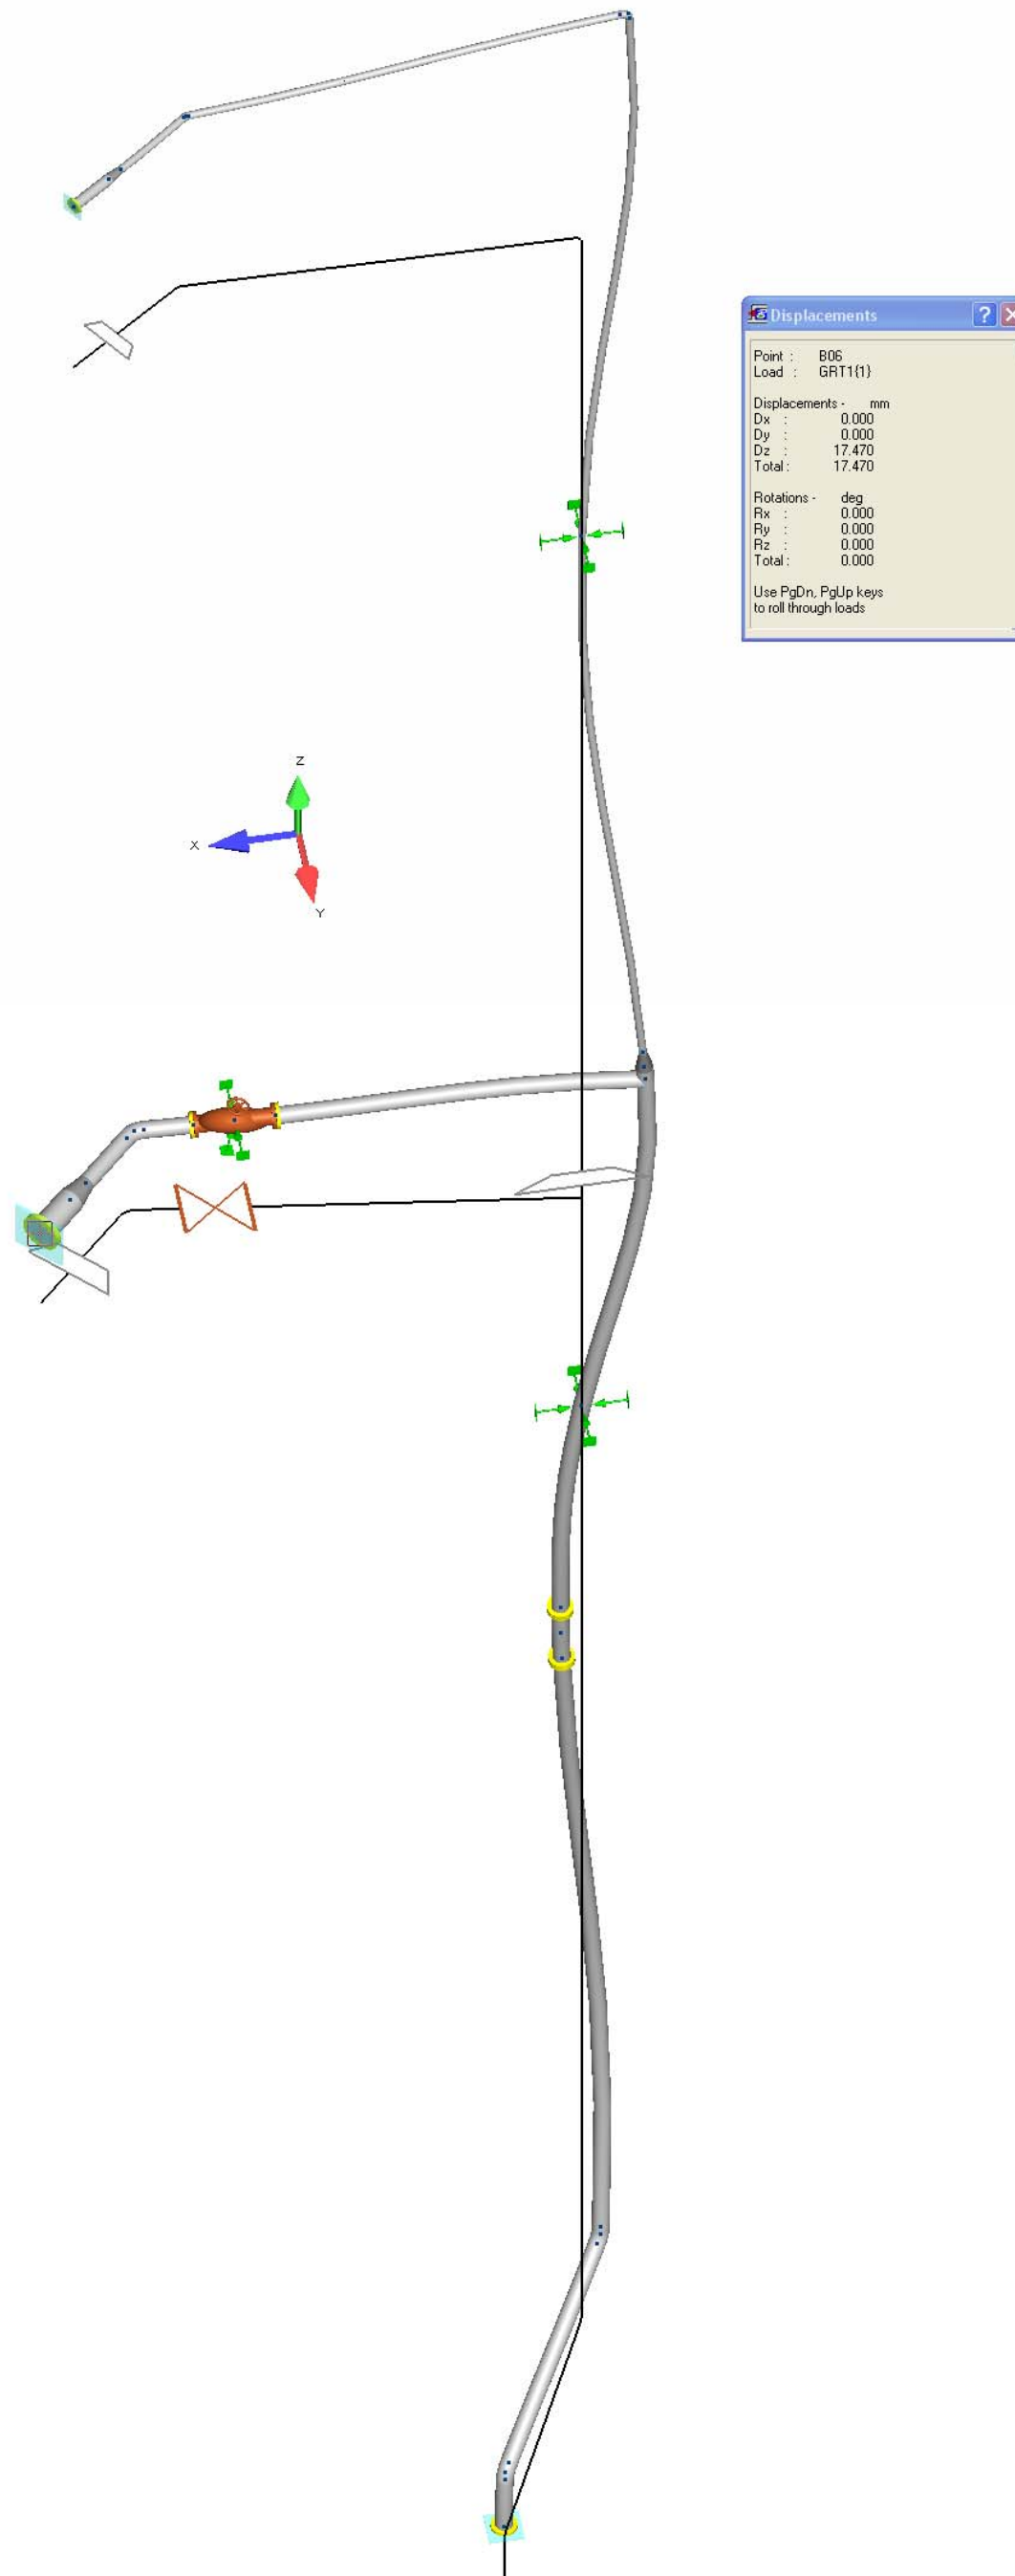 Displacements
Point : B06
Load : GRT1{1}
Displacements - mm
Dx : 0.000
Dy : 0.000
Dz : 17.470
Total : 17.470
Rotations - deg
Rx : 0.000
Ry : 0.000
Rz : 0.000
Total : 0.000
Use PgDn, PgUp keys
to roll through loads
Z
X
Y